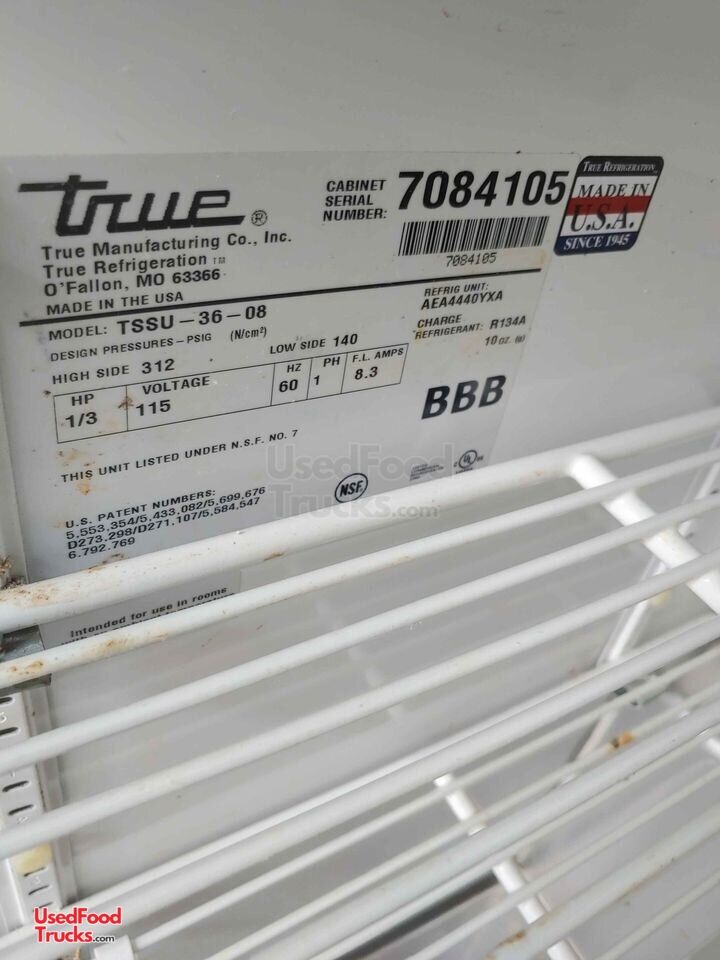 true®
True Manufacturing Co., Inc.
True Refrigeration TM
O'Fallon, MO 63366
MADE IN THE USA
CABINET
SERIAL
NUMBER:
7084105
7084105
TRUE REFRIGERATION
MADE IN
U.S.A.
SINCE 1945
MODEL: TSSU-36-08
DESIGN PRESSURES-PSIG (N/cm²)
HIGH SIDE 312
LOW SIDE 140
REFRIG UNIT:
AEA4440YXA
CHARGE
REFRIGERANT: R134A
10 oz.
HP VOLTAGE HZ PH F.L. AMPS
1/3 115 60 1 8.3
BBB
THIS UNIT LISTED UNDER N.S.F. NO. 7
U.S. PATENT NUMBERS:
5,553,354/5,433,082/5,699,676
D273,298/D271,107/5,584,547
6,792,769
NSF
UL
UsedFood
Trucks.com
Intended for use in rooms
UsedFood
Trucks.com